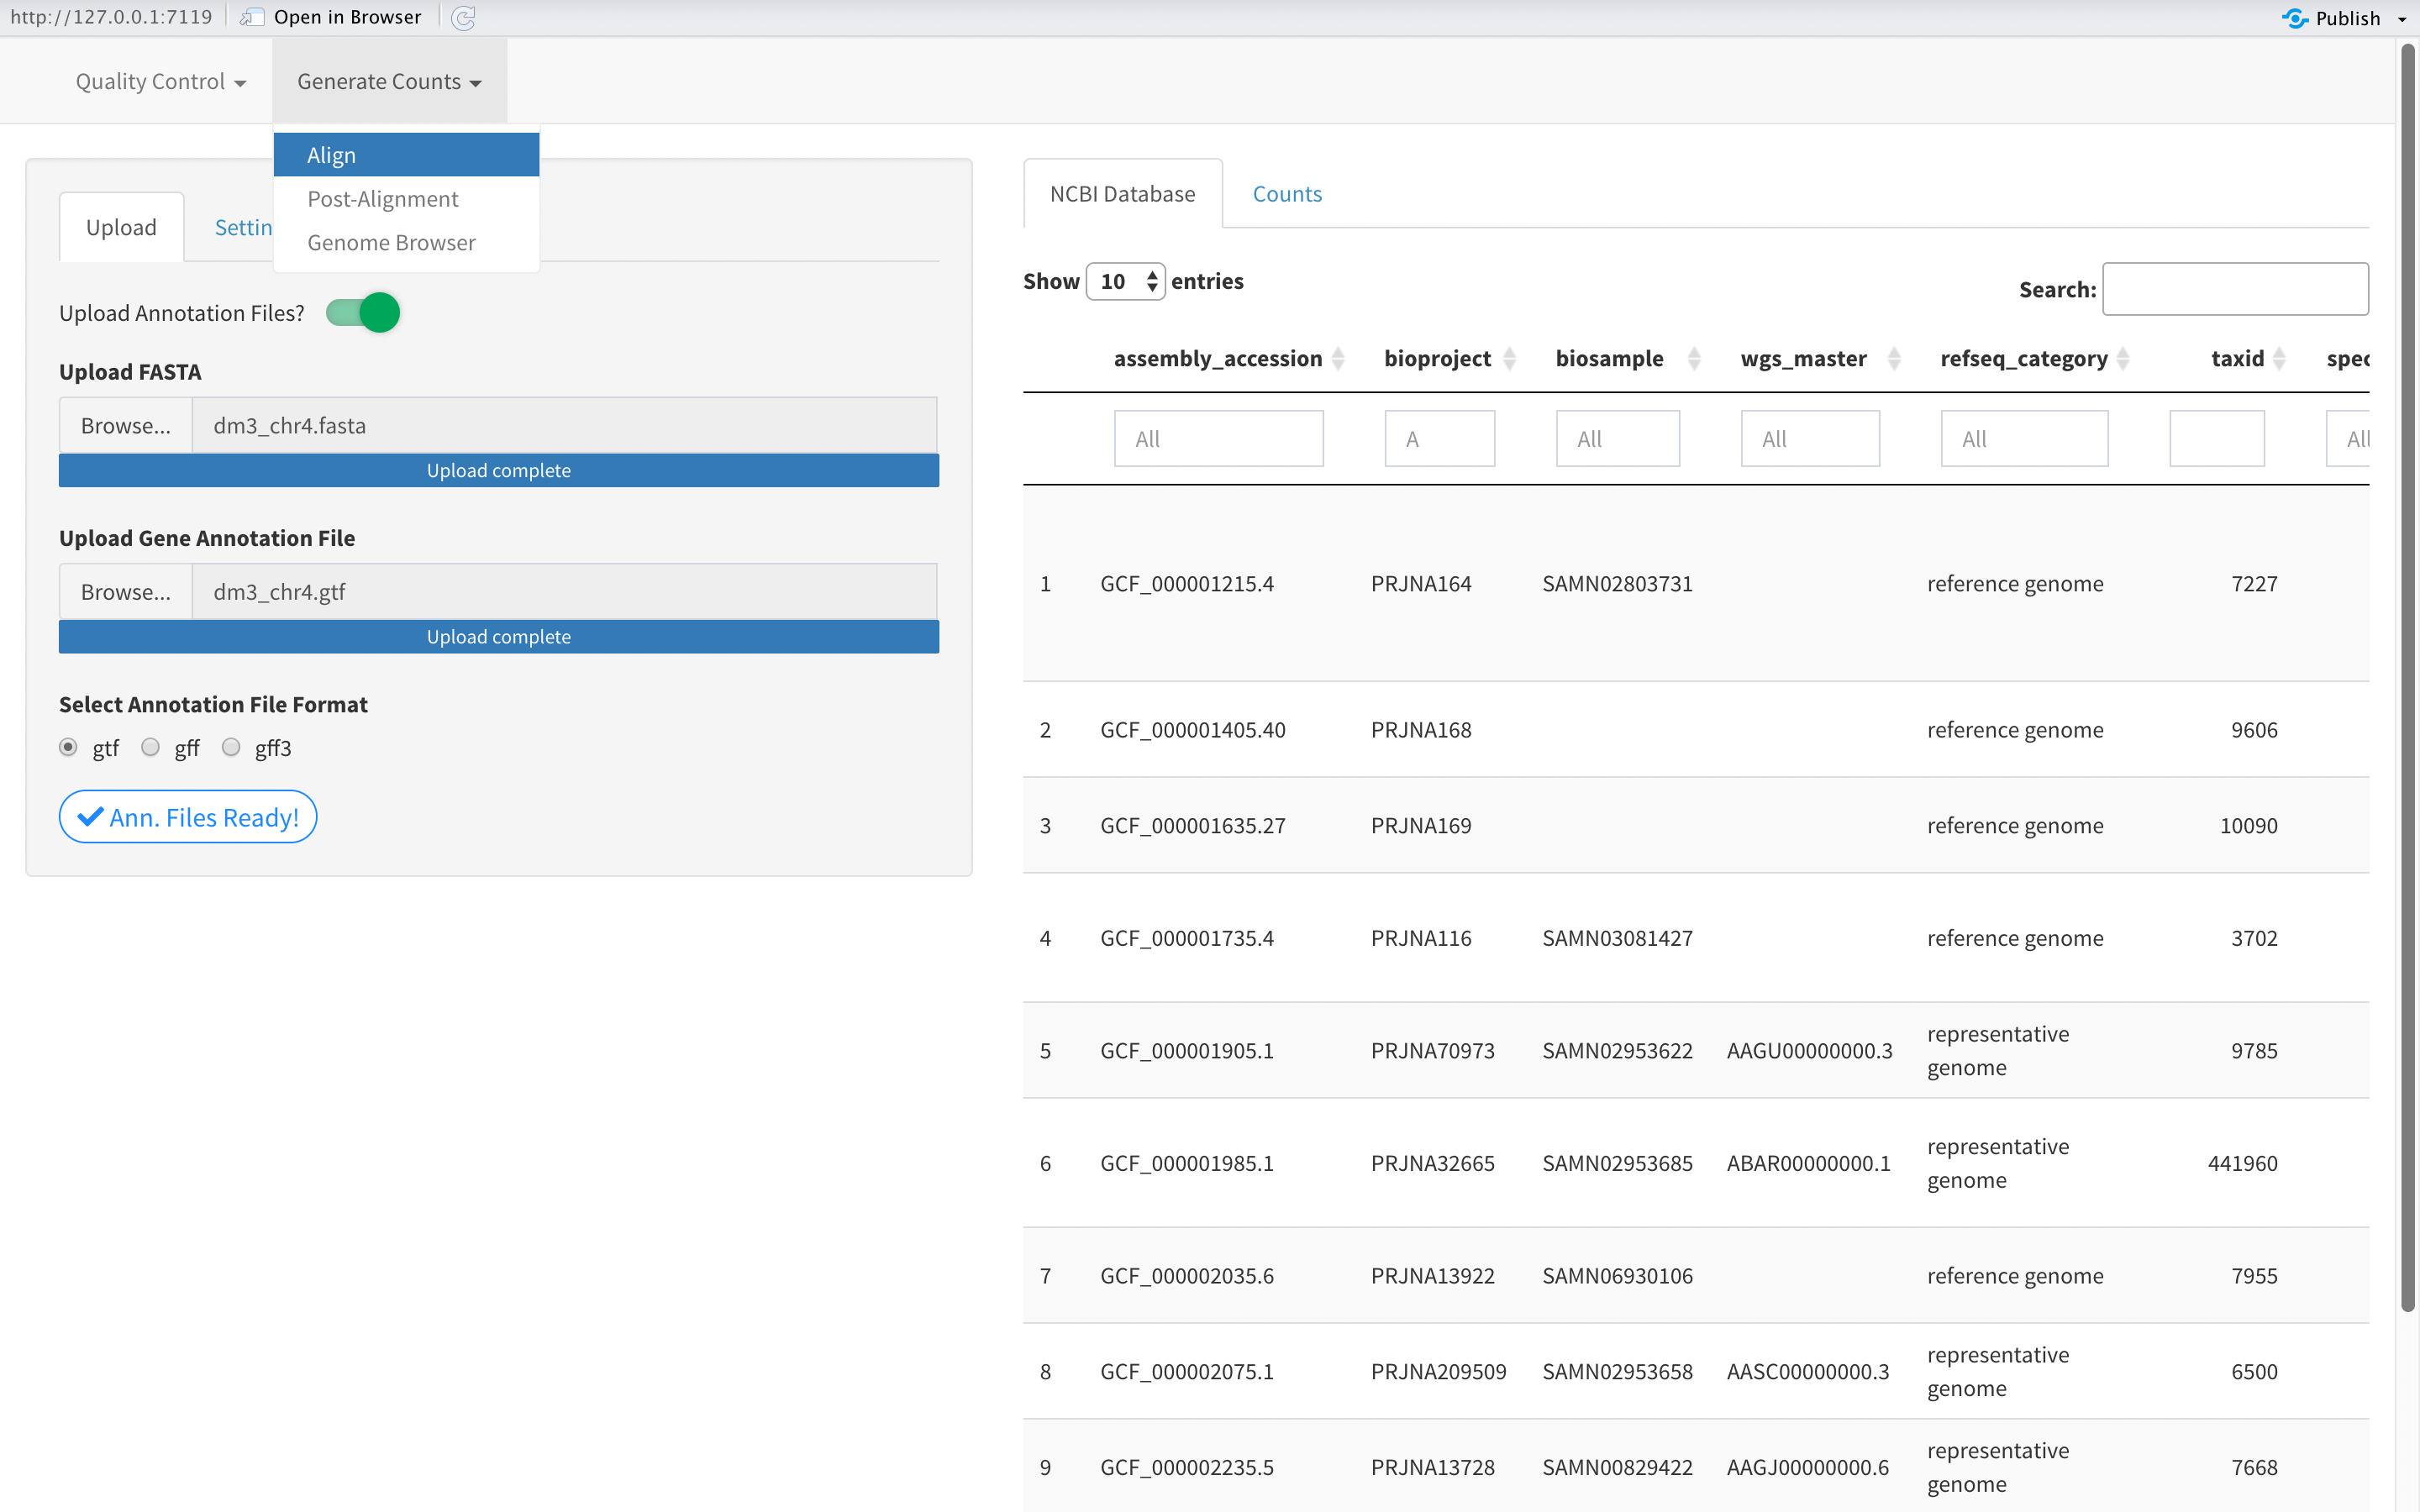 http://127.0.0.1:7119 Open in Browser Publish
Quality Control Generate Counts
Align
Post-Alignment
Genome Browser
Upload Settin
Upload Annotation Files?
Upload FASTA
Browse... dm3_chr4.fasta
Upload complete
Upload Gene Annotation File
Browse... dm3_chr4.gtf
Upload complete
Select Annotation File Format
gtf gff gff3
Ann. Files Ready!
NCBI Database Counts
Show 10 entries
Search:
assembly_accession bioproject biosample wgs_master refseq_category taxid spec
All A All All All All
1 GCF_000001215.4 PRJNA164 SAMN02803731 reference genome 7227
2 GCF_000001405.40 PRJNA168 reference genome 9606
3 GCF_000001635.27 PRJNA169 reference genome 10090
4 GCF_000001735.4 PRJNA116 SAMN03081427 reference genome 3702
5 GCF_000001905.1 PRJNA70973 SAMN02953622 AAGU00000000.3 representative genome 9785
6 GCF_000001985.1 PRJNA32665 SAMN02953685 ABAR00000000.1 representative genome 441960
7 GCF_000002035.6 PRJNA13922 SAMN06930106 reference genome 7955
8 GCF_000002075.1 PRJNA209509 SAMN02953658 AASC00000000.3 representative genome 6500
9 GCF_000002235.5 PRJNA13728 SAMN00829422 AAGJ00000000.6 representative genome 7668